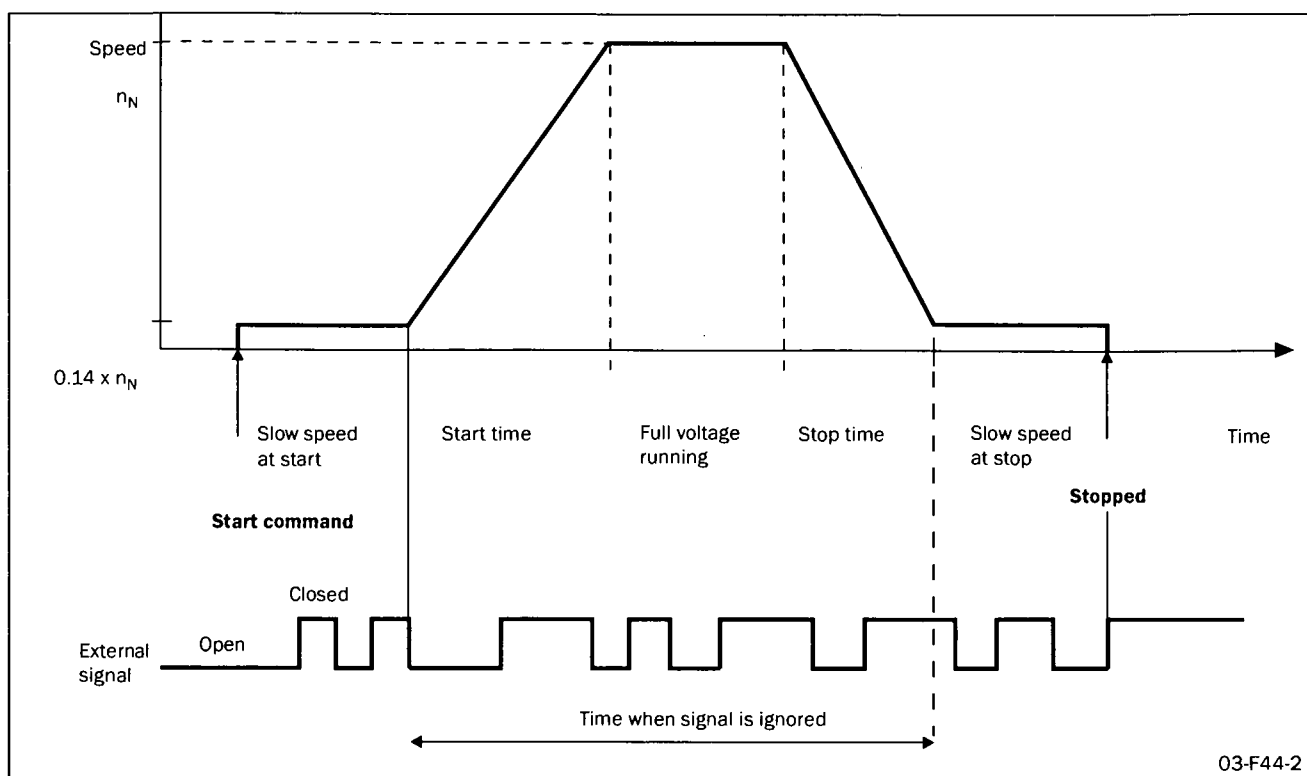 Speed
n_N
0.14 x n_N
Slow speed
at start
Start time
Full voltage
running
Stop time
Slow speed
at stop
Time
Start command
Stopped
Closed
Open
External
signal
Time when signal is ignored
03-F44-2